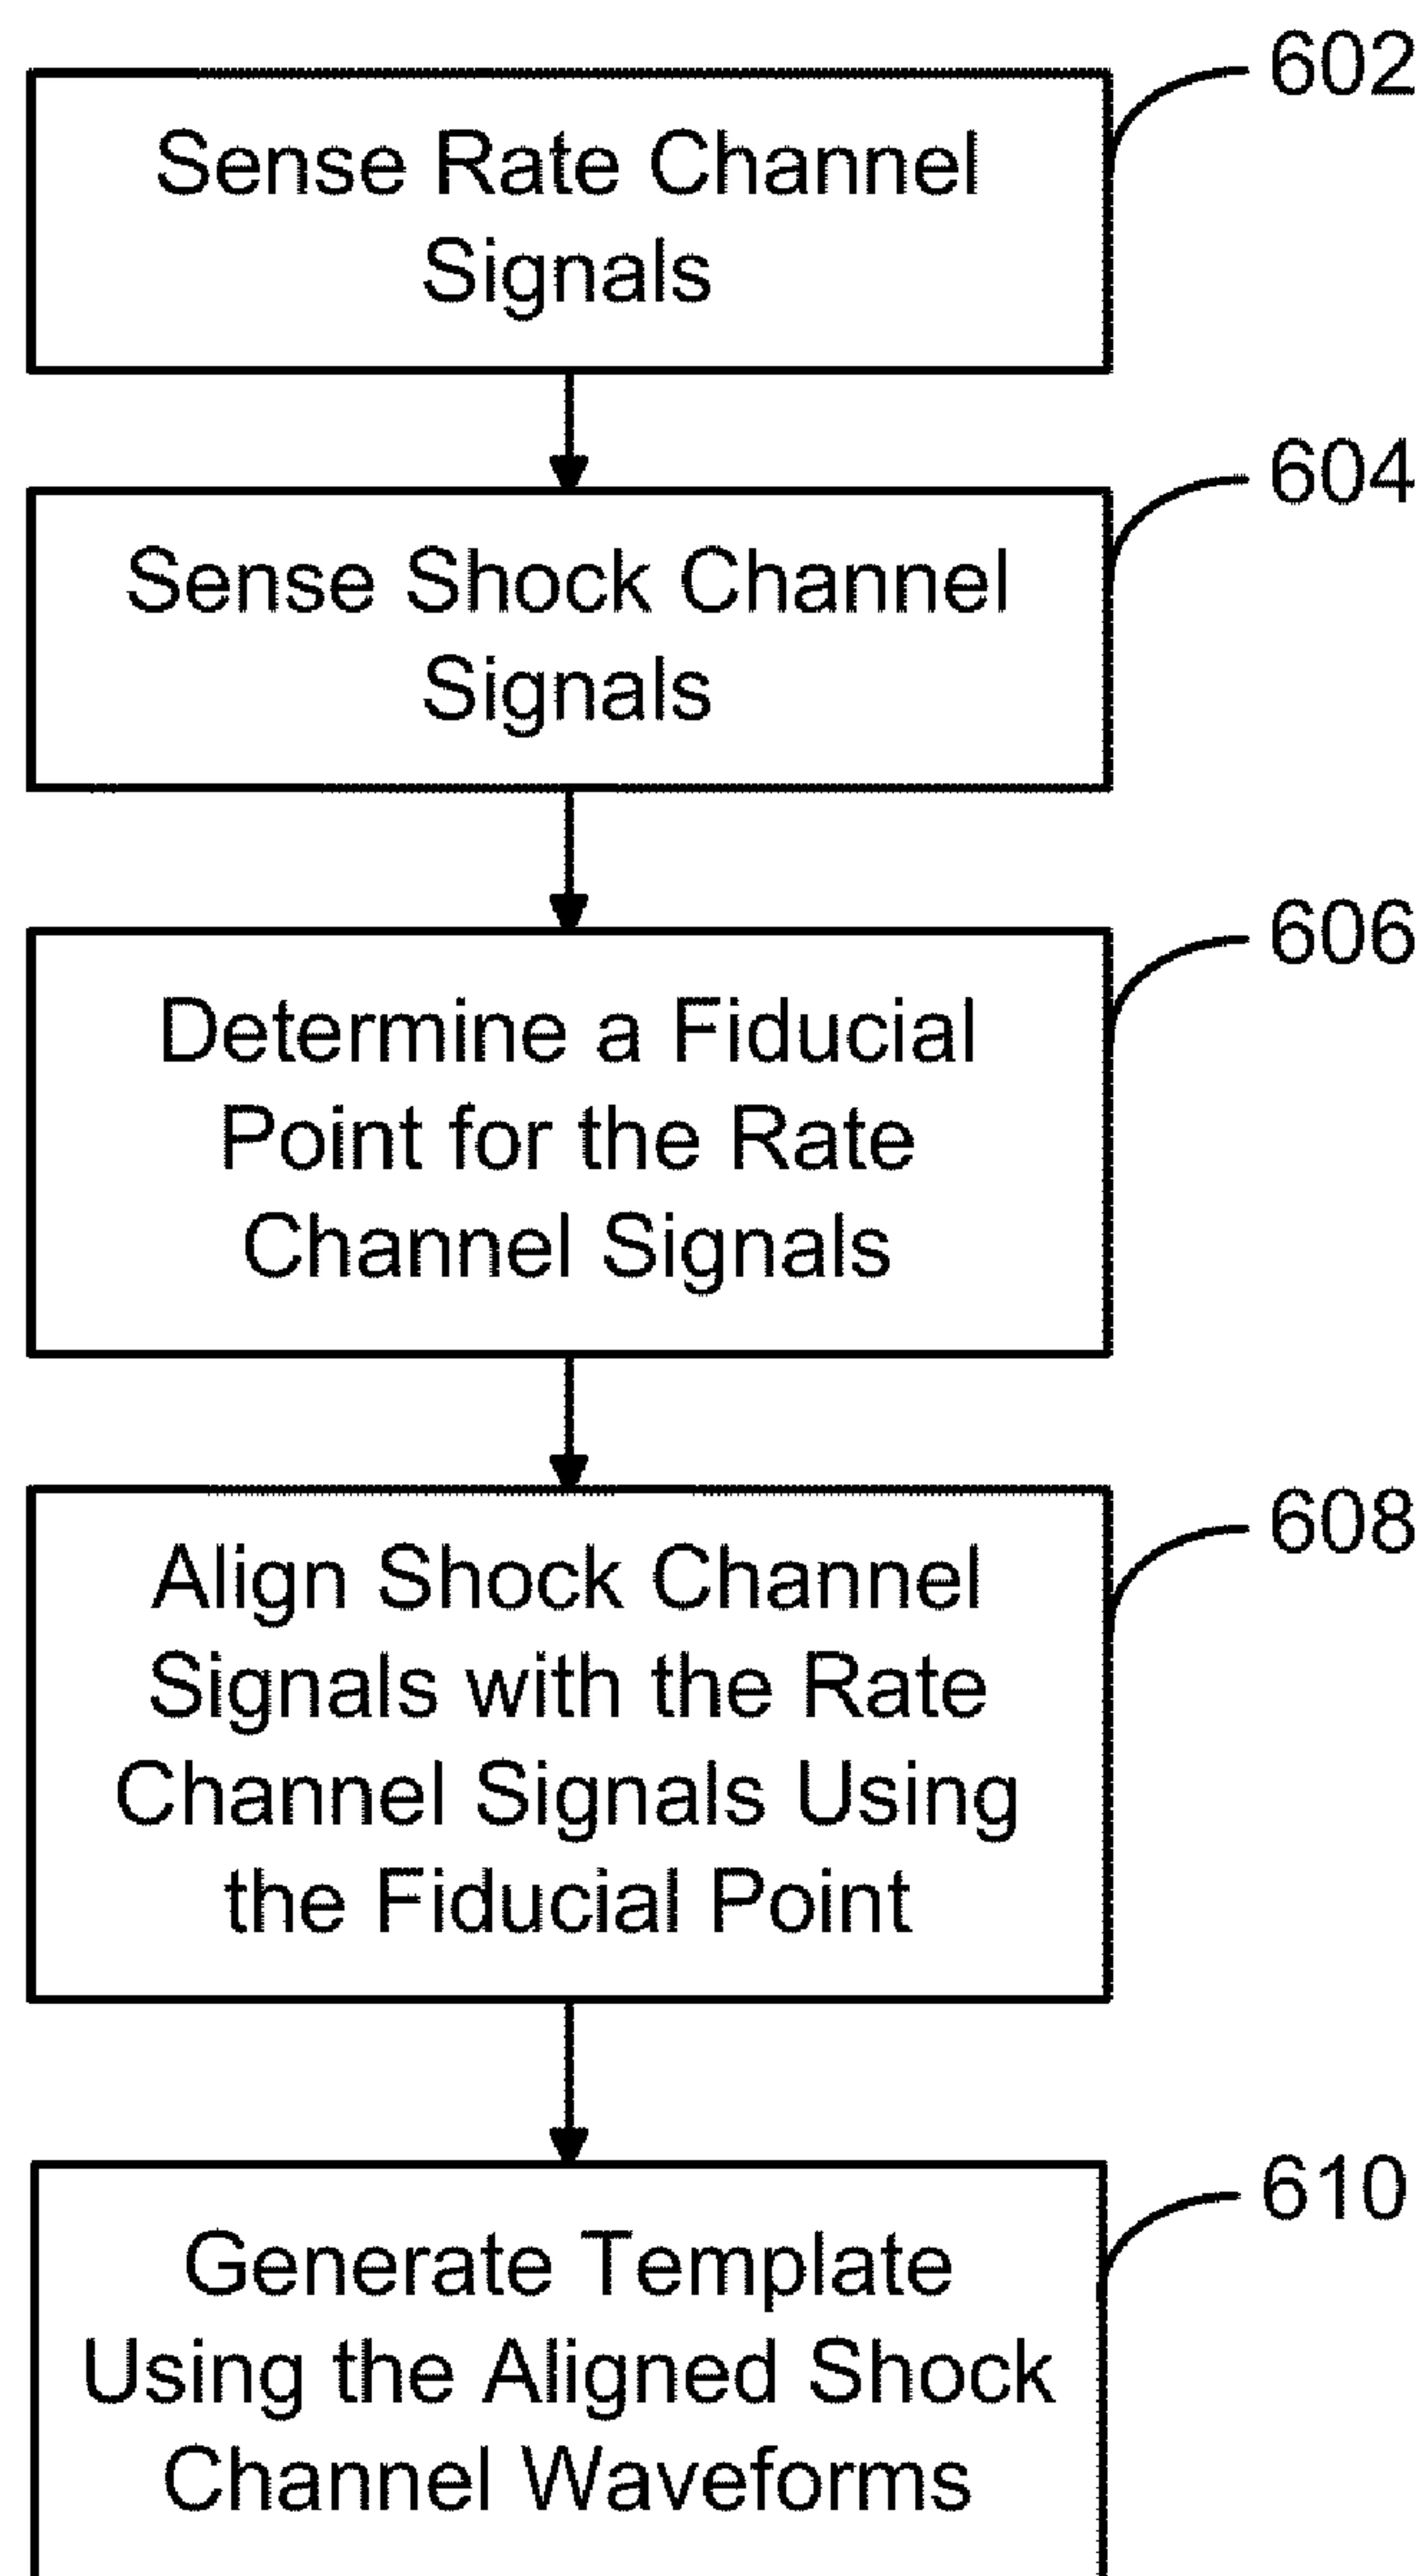 602
Sense Rate Channel
Signals
604
Sense Shock Channel
Signals
606
Determine a Fiducial
Point for the Rate
Channel Signals
608
Align Shock Channel
Signals with the Rate
Channel Signals Using
the Fiducial Point
610
Generate Template
Using the Aligned Shock
Channel Waveforms